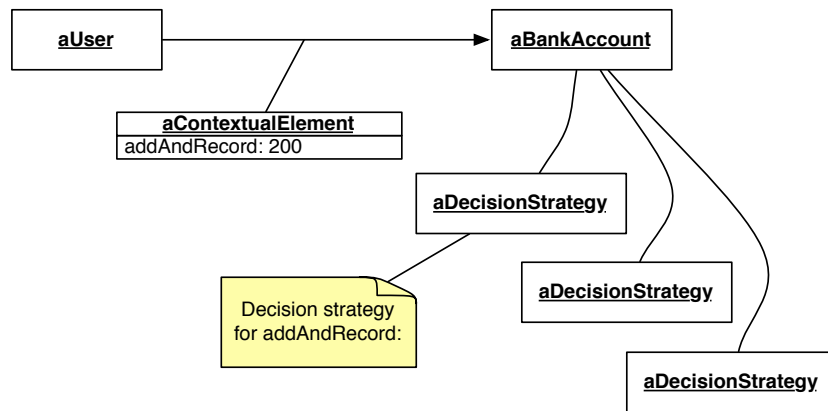 aUser
aBankAccount
aContextualElement
addAndRecord: 200
aDecisionStrategy
Decision strategy
for addAndRecord:
aDecisionStrategy
aDecisionStrategy